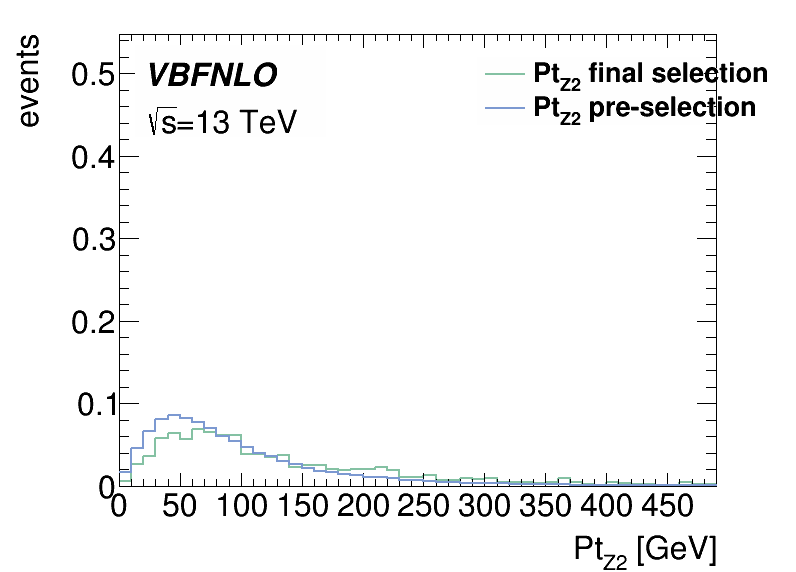 events
VBFNLO
√s=13 TeV
Pt_Z2 final selection
Pt_Z2 pre-selection
0.5
0.4
0.3
0.2
0.1
0
0 50 100 150 200 250 300 350 400 450
Pt_Z2 [GeV]